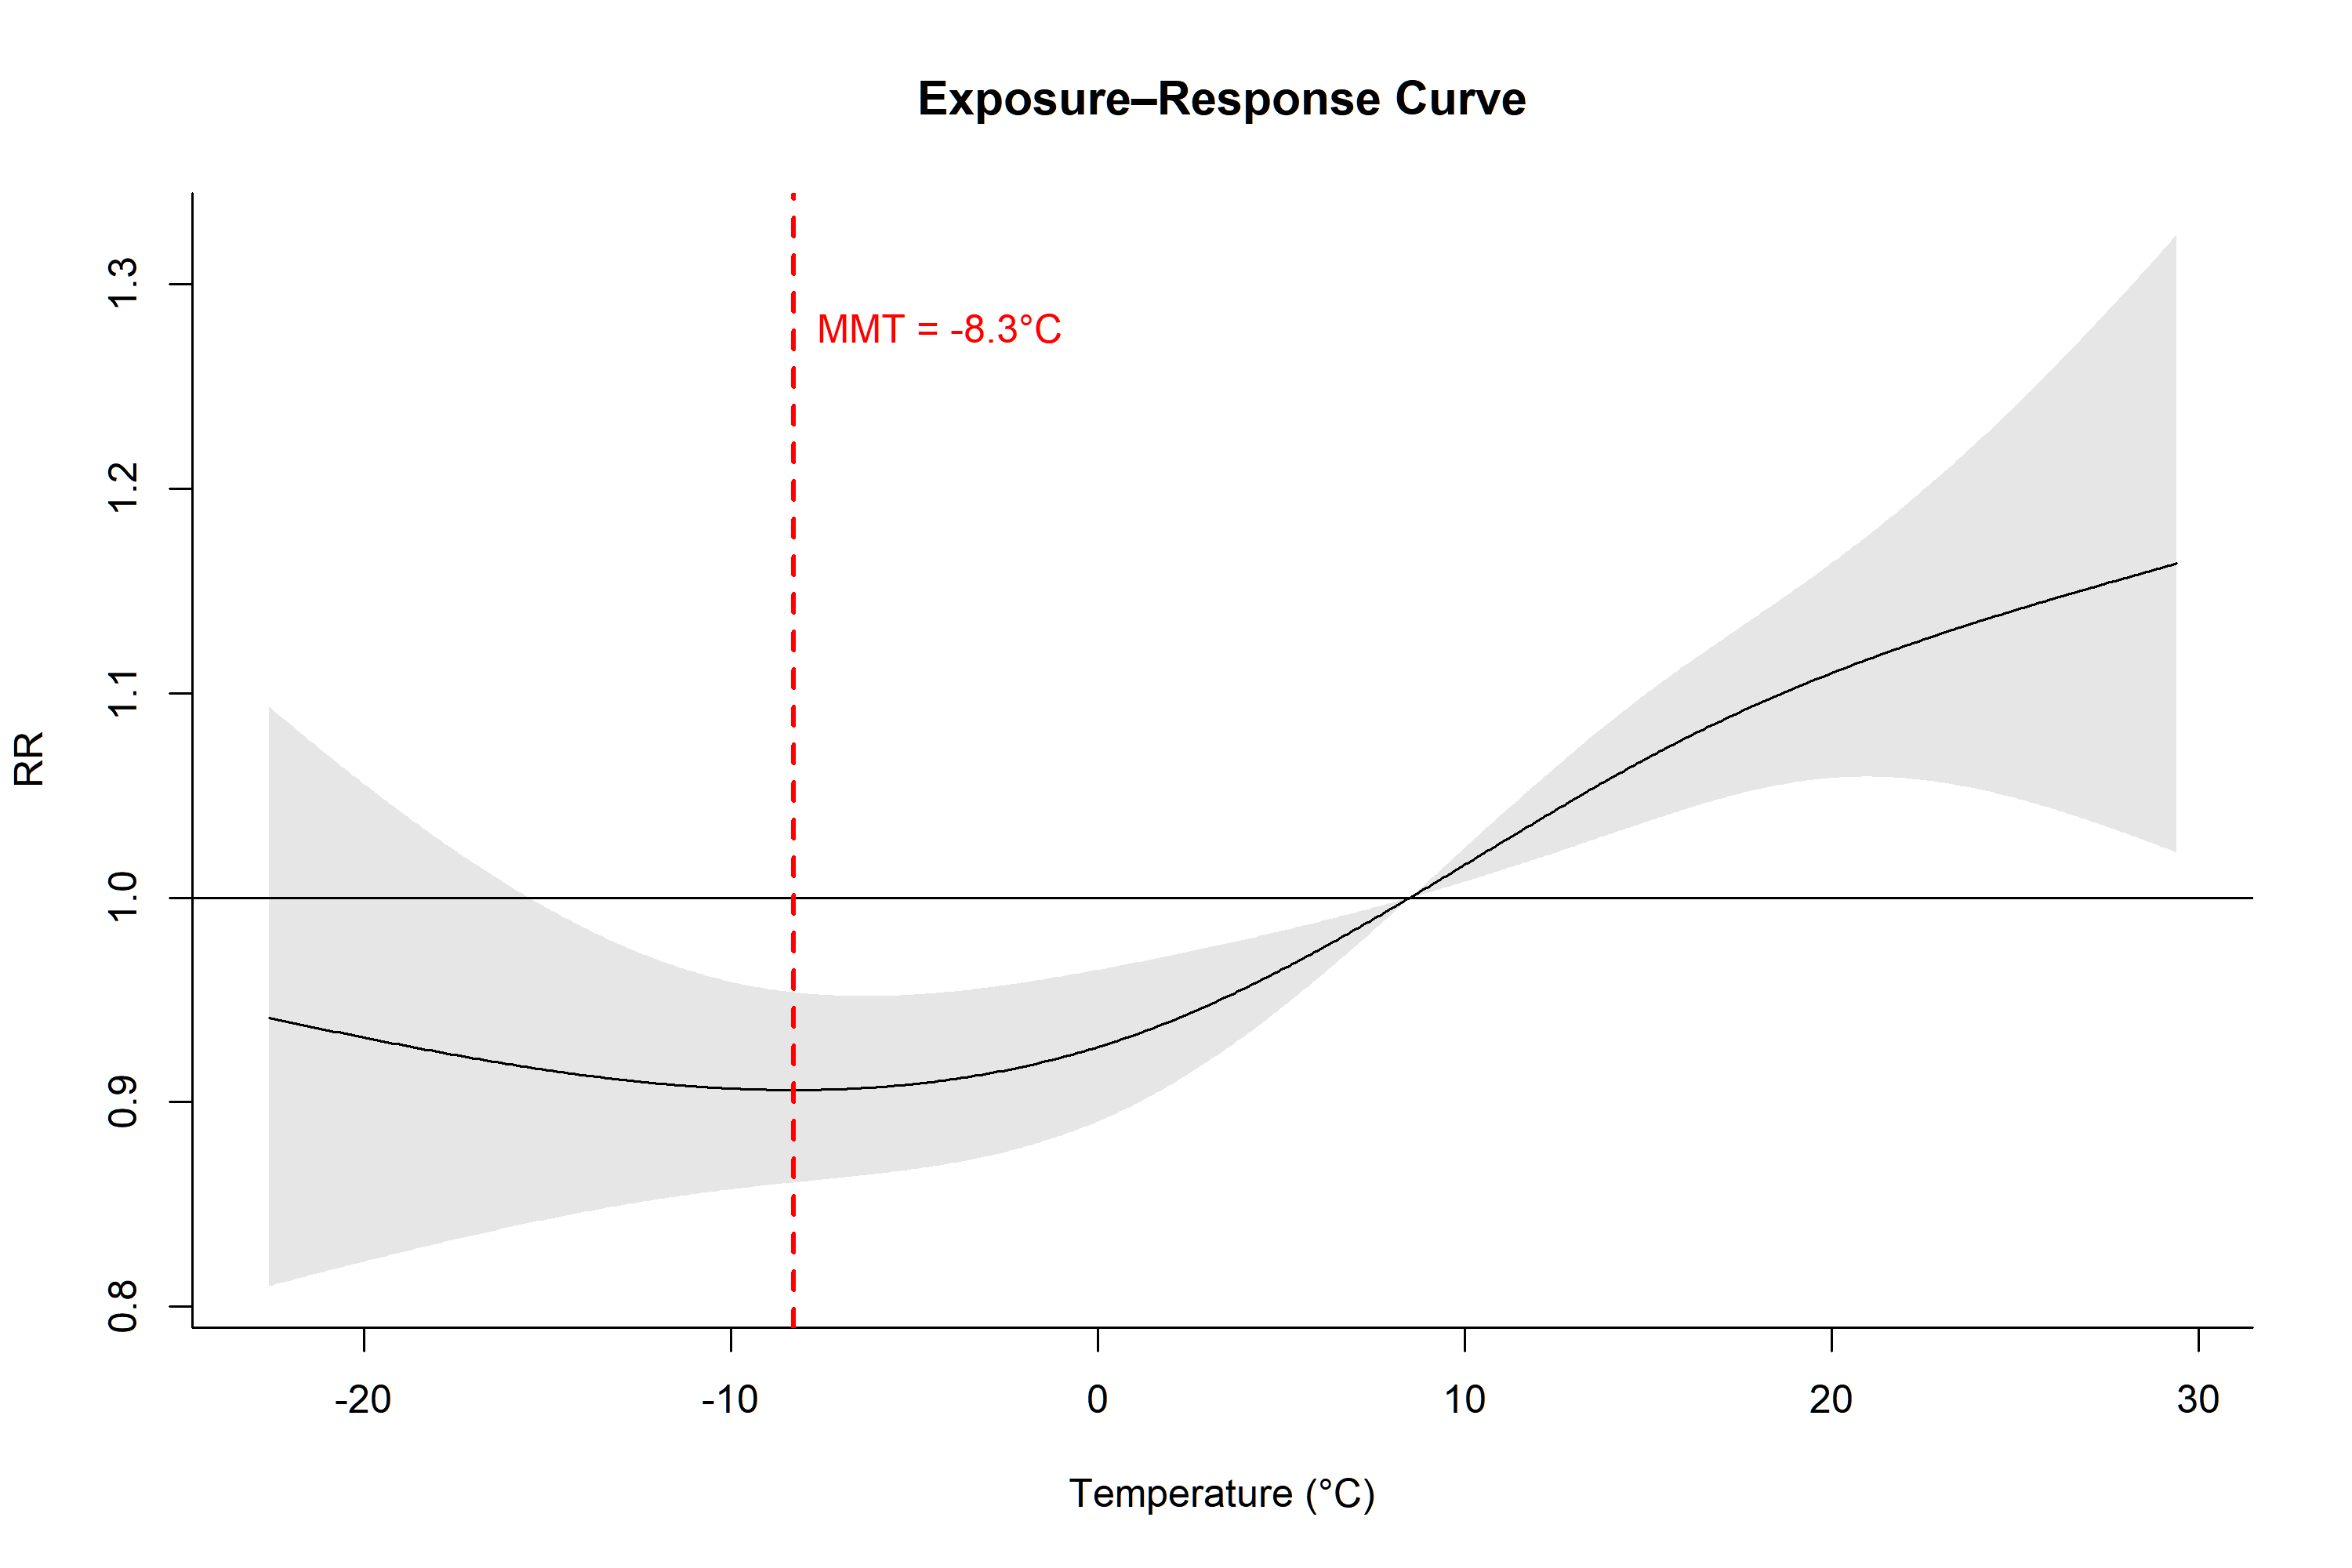 Exposure–Response Curve
MMT = -8.3°C
RR
1.3
1.2
1.1
1.0
0.9
0.8
-20 -10 0 10 20 30
Temperature (°C)